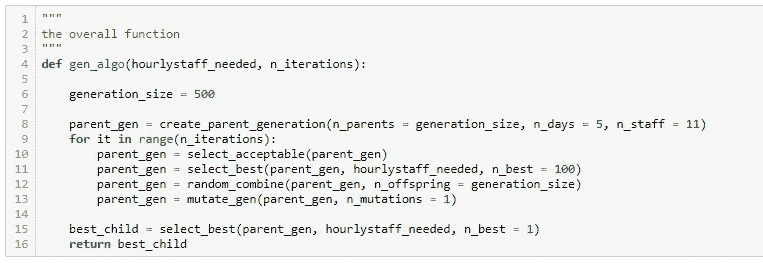 1 """
2 the overall function
3 """
4 def gen_algo(hourlystaff_needed, n_iterations):
5
6     generation_size = 500
7
8     parent_gen = create_parent_generation(n_parents = generation_size, n_days = 5, n_staff = 11)
9     for it in range(n_iterations):
10         parent_gen = select_acceptable(parent_gen)
11         parent_gen = select_best(parent_gen, hourlystaff_needed, n_best = 100)
12         parent_gen = random_combine(parent_gen, n_offspring = generation_size)
13         parent_gen = mutate_gen(parent_gen, n_mutations = 1)
14
15     best_child = select_best(parent_gen, hourlystaff_needed, n_best = 1)
16     return best_child